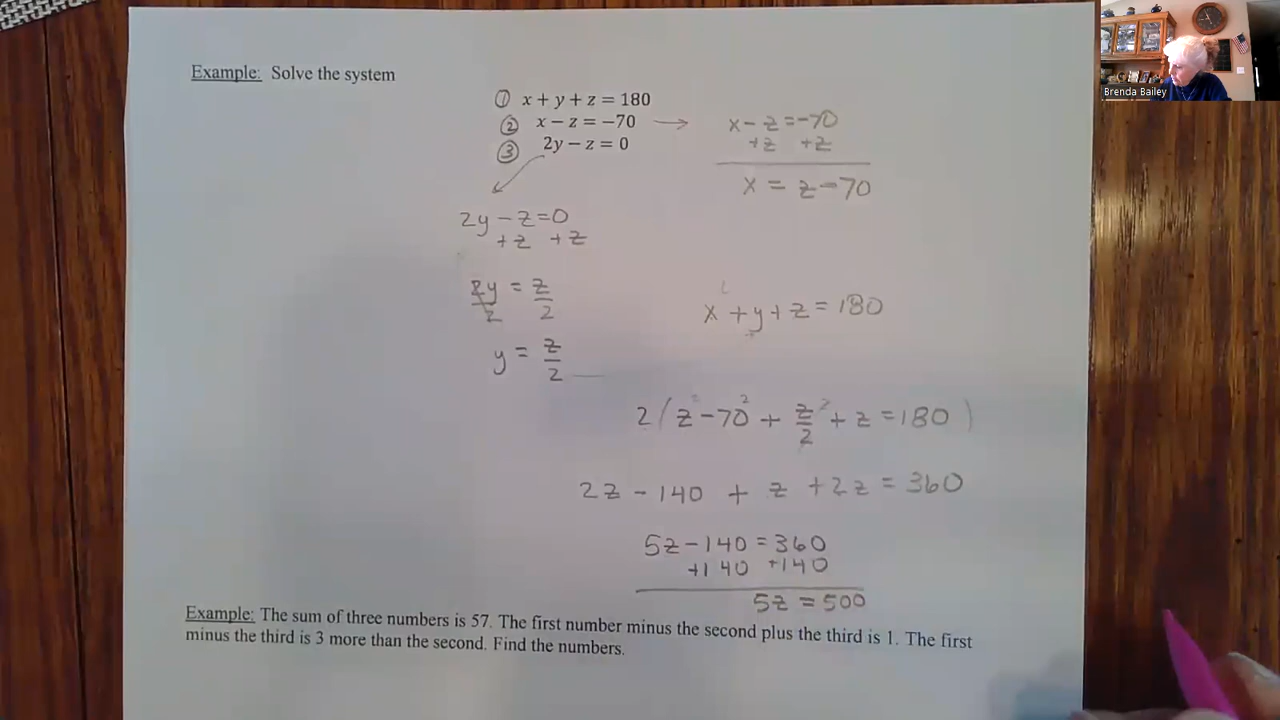 Example: Solve the system
① x + y + z = 180
② x − z = −70
③ 2y − z = 0
x − z = −70
+z +z
x = z − 70
2y − z = 0
+z +z
2y = z
2 2
y = z
2
x + y + z = 180
2(z − 70 + z + z = 180)
2
2z − 140 + z + 2z = 360
5z − 140 = 360
+140 +140
5z = 500
Example: The sum of three numbers is 57. The first number minus the second plus the third is 1. The first
minus the third is 3 more than the second. Find the numbers.
Brenda Bailey